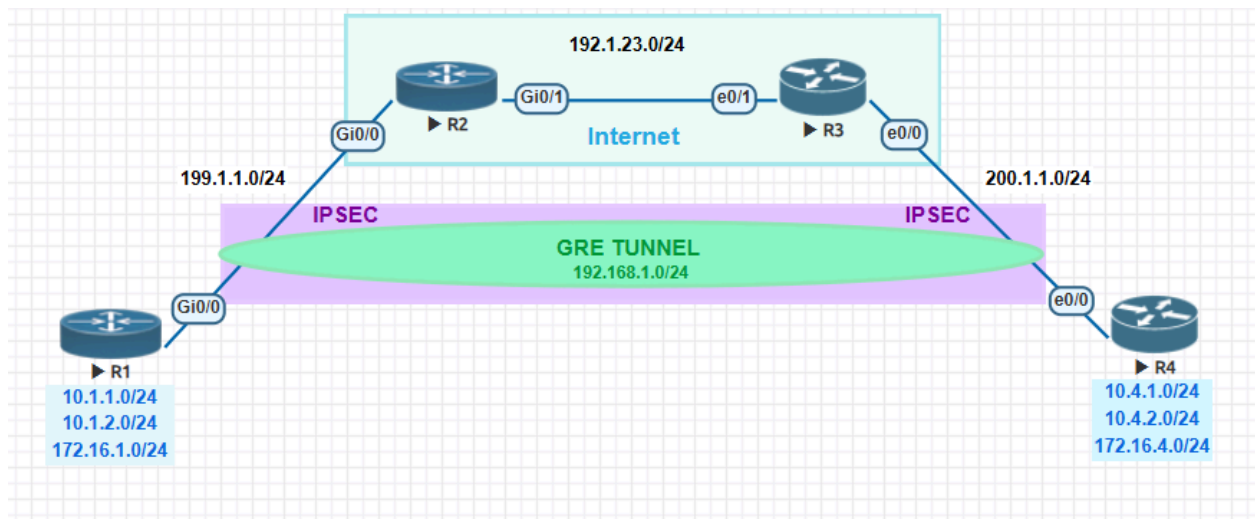 192.1.23.0/24
Gi0/1
e0/1
R2
R3
Gi0/0
Internet
e0/0
199.1.1.0/24
200.1.1.0/24
IPSEC
IPSEC
GRE TUNNEL
192.168.1.0/24
Gi0/0
e0/0
R1
R4
10.1.1.0/24
10.1.2.0/24
172.16.1.0/24
10.4.1.0/24
10.4.2.0/24
172.16.4.0/24